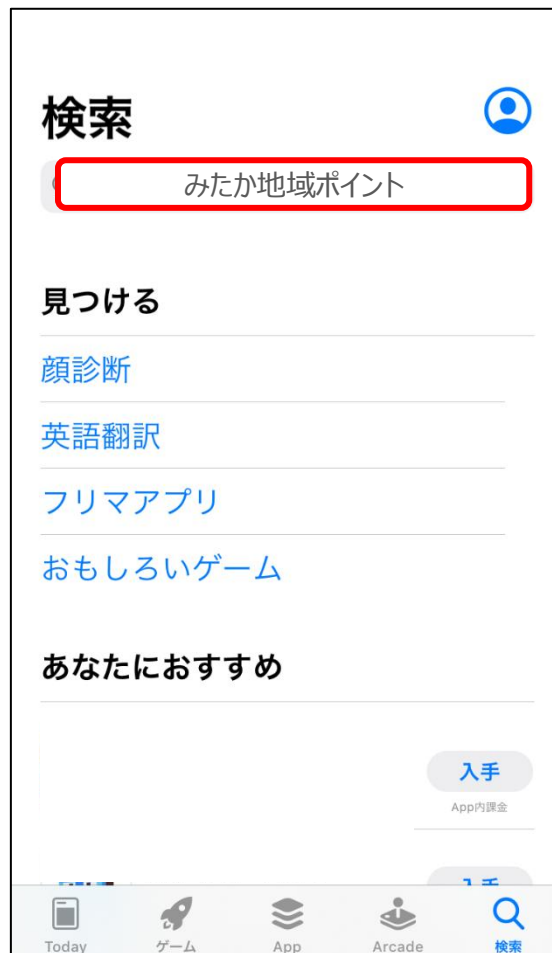 検索
みたか地域ポイント
見つける
顔診断
英語翻訳
フリマアプリ
おもしろいゲーム
あなたにおすすめ
入手
App内課金
入手
Today ゲーム App Arcade 検索